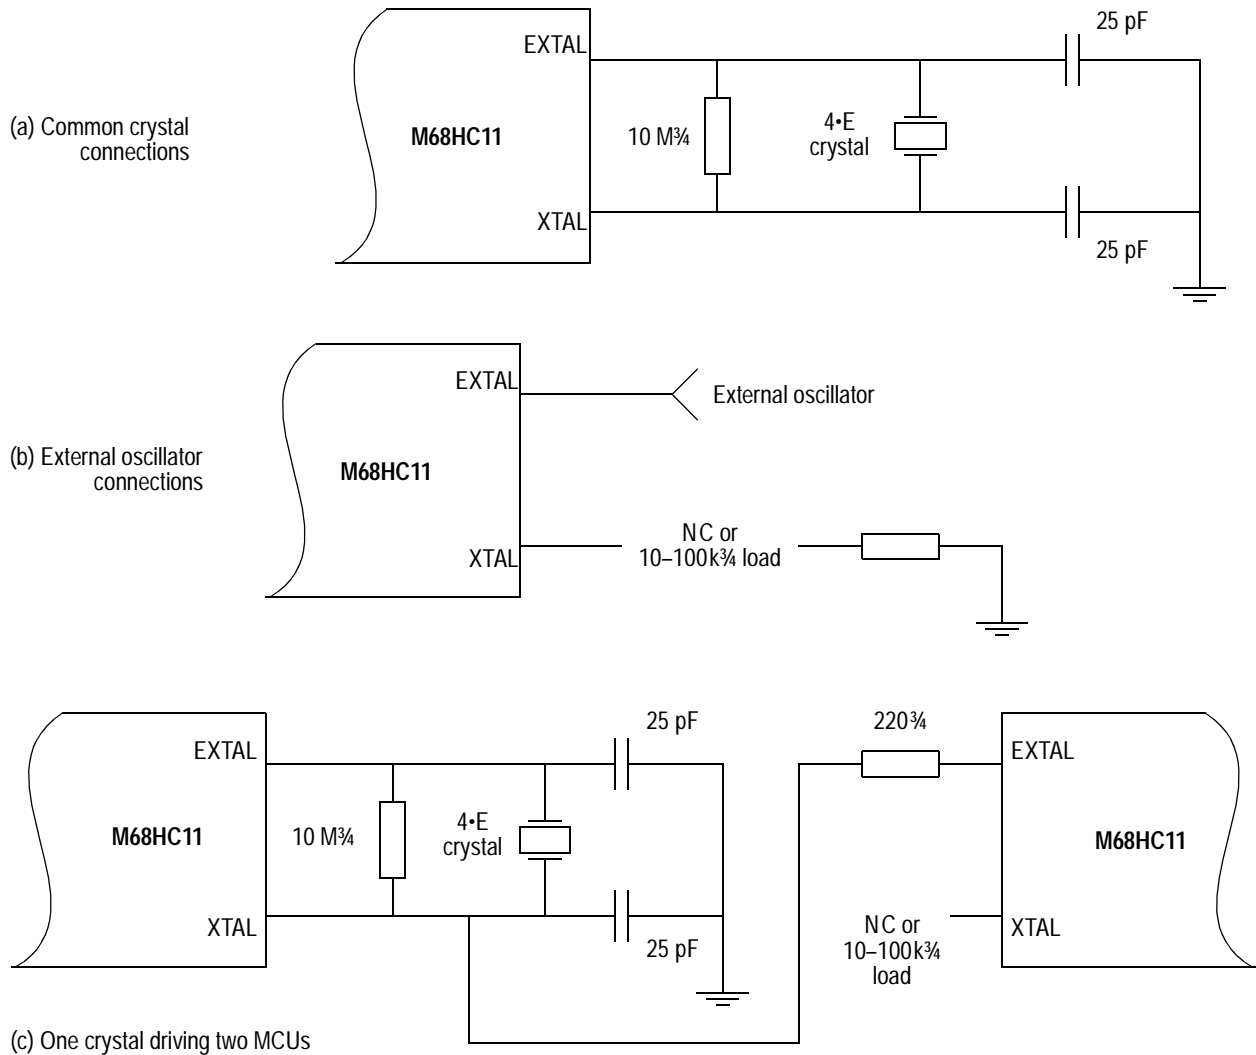 25 pF
EXTAL
(a) Common crystal
connections
M68HC11
10 M¾
4•E
crystal
XTAL
25 pF
EXTAL
External oscillator
(b) External oscillator
connections
M68HC11
NC or
10–100k¾ load
XTAL
25 pF
220¾
EXTAL
EXTAL
M68HC11
10 M¾
4•E
crystal
M68HC11
XTAL
25 pF
NC or
10–100k¾
load
XTAL
(c) One crystal driving two MCUs